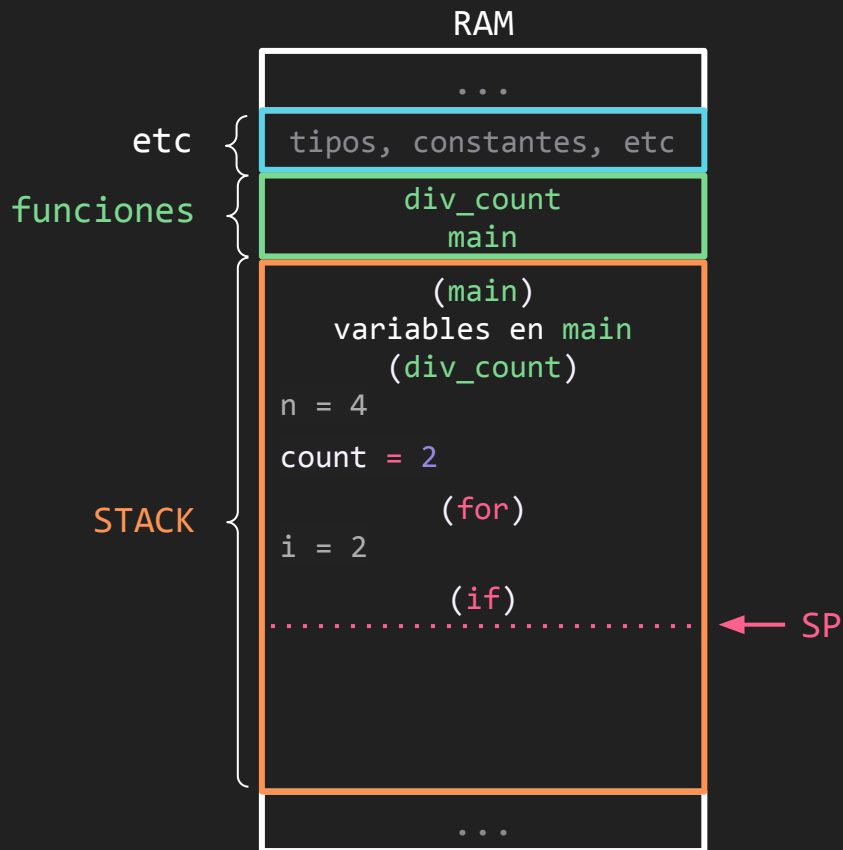 RAM
...
etc
tipos, constantes, etc
funciones
div_count
main
(main)
variables en main
(div_count)
n = 4
count = 2
(for)
STACK
i = 2
(if)
SP
...